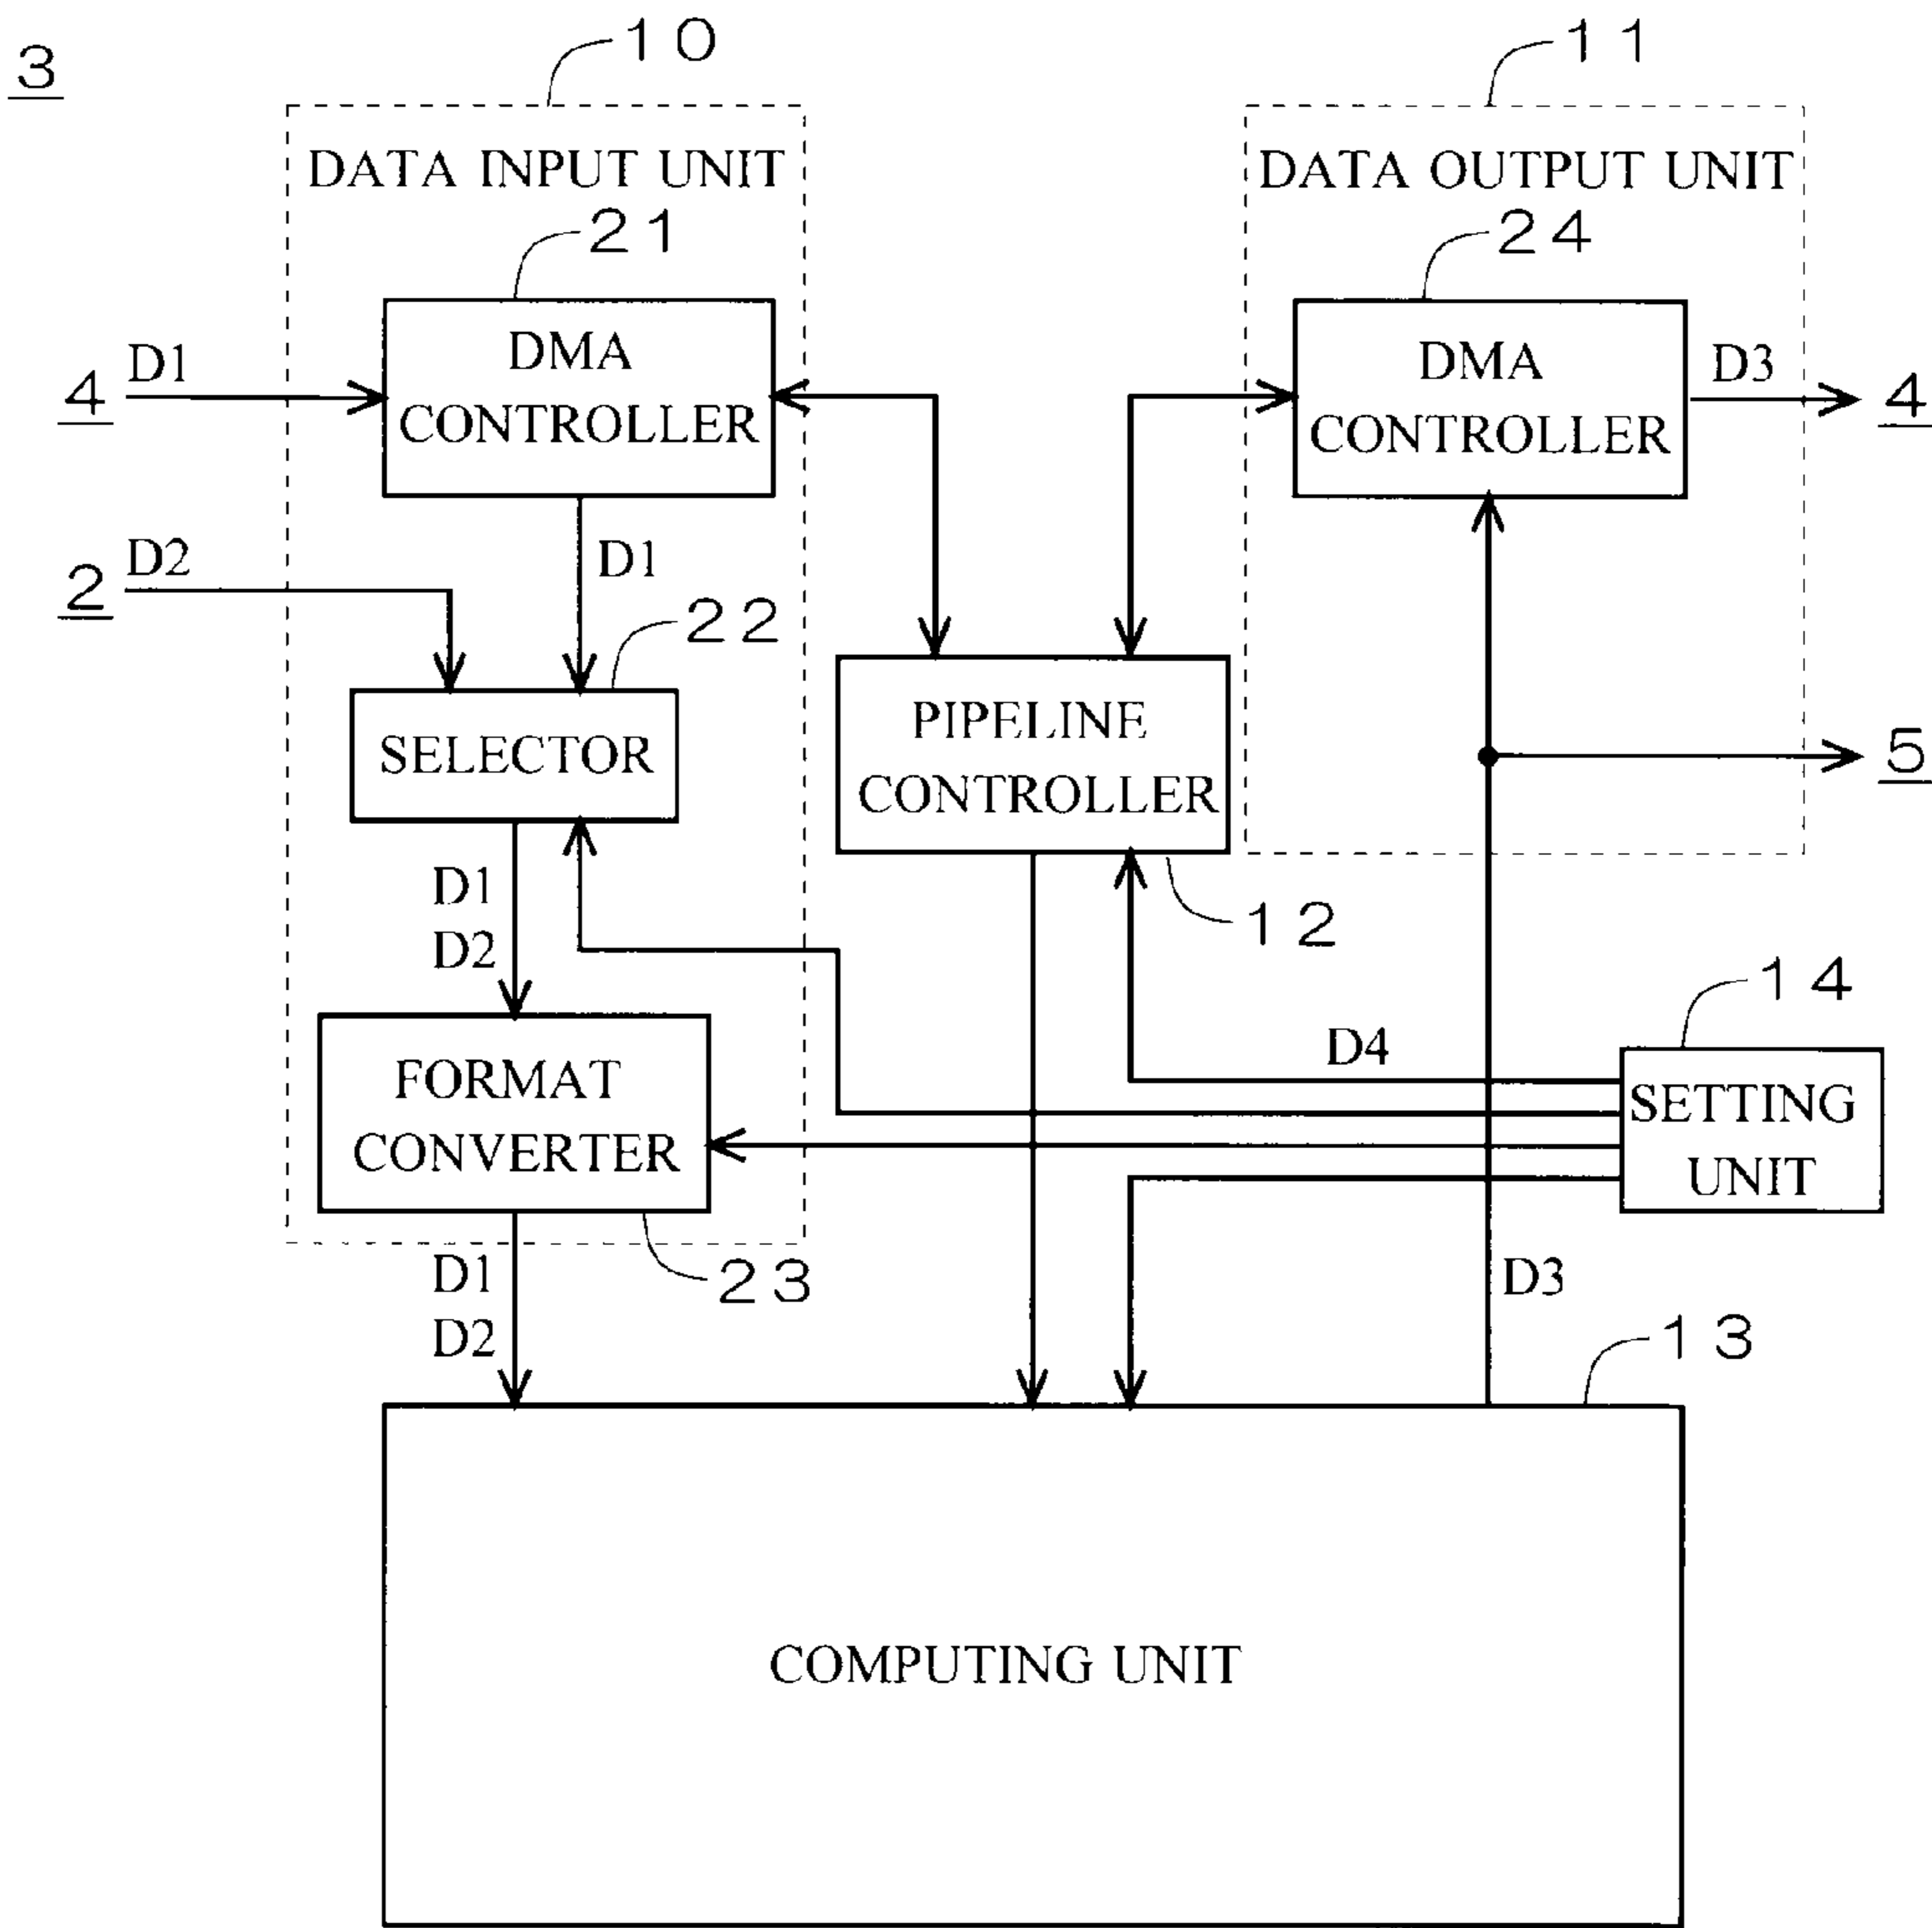 3
10
11
DATA INPUT UNIT
DATA OUTPUT UNIT
21
24
DMA
CONTROLLER
DMA
CONTROLLER
4
D1
D3
4
2
D2
D1
22
SELECTOR
PIPELINE
CONTROLLER
5
D1
D2
12
14
FORMAT
CONVERTER
D4
SETTING
UNIT
D1
D2
23
D3
13
COMPUTING UNIT